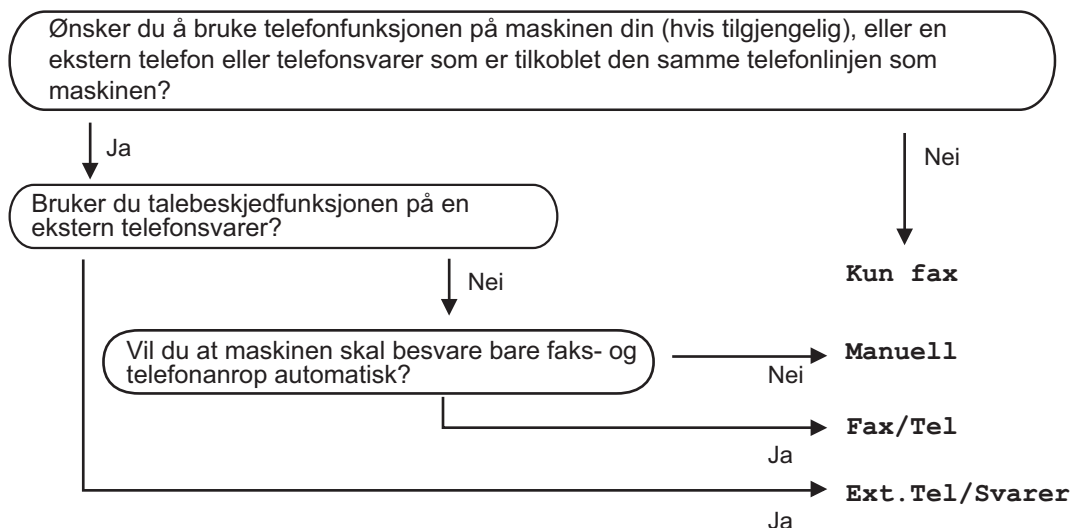 Ønsker du å bruke telefonfunksjonen på maskinen din (hvis tilgjengelig), eller en
ekstern telefon eller telefonsvarer som er tilkoblet den samme telefonlinjen som
maskinen?
Ja
Nei
Bruker du talebeskjedfunksjonen på en
ekstern telefonsvarer?
Nei
Kun fax
Vil du at maskinen skal besvare bare faks- og
telefonanrop automatisk?
Nei
Manuell
Ja
Fax/Tel
Ja
Ext.Tel/Svarer